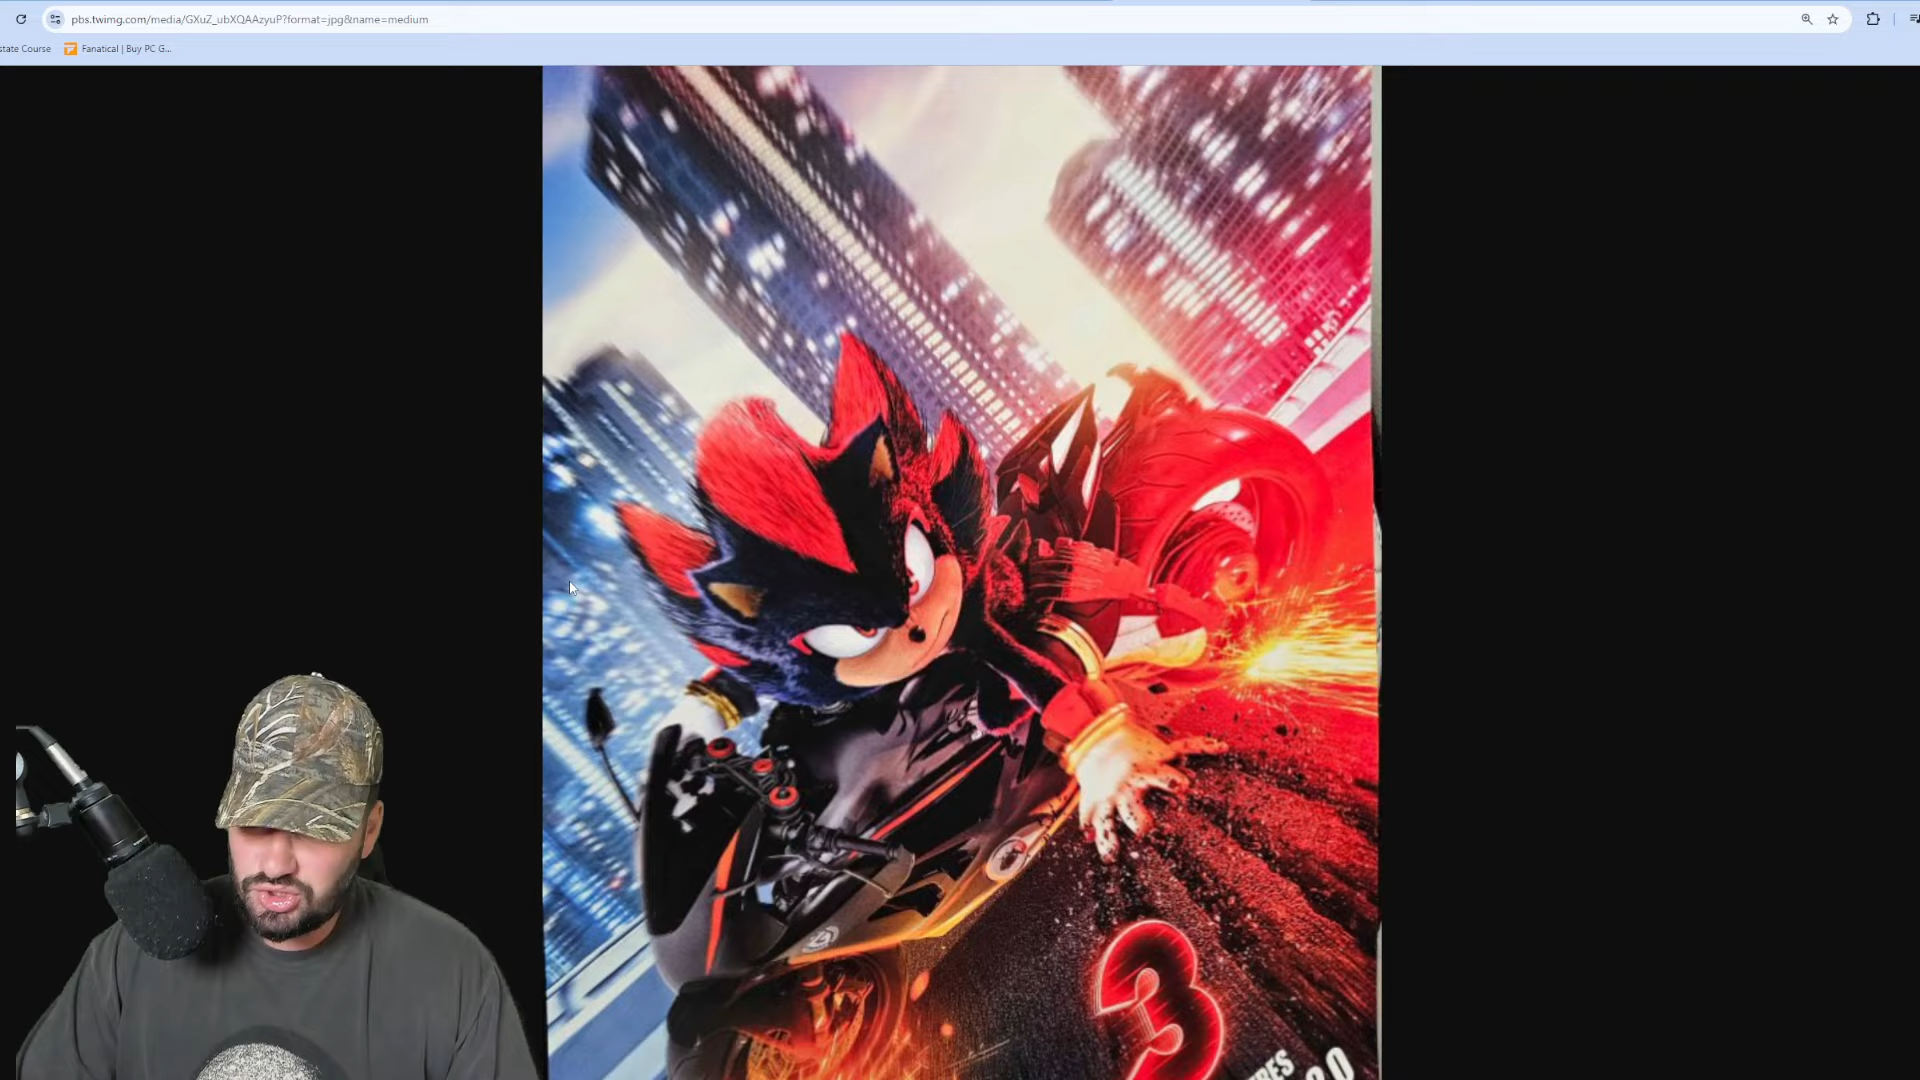 pbs.twimg.com/media/GXuZ_ubXQAAzyuP?format=jpg&name=medium
state Course
Fanatical | Buy PC G...
3